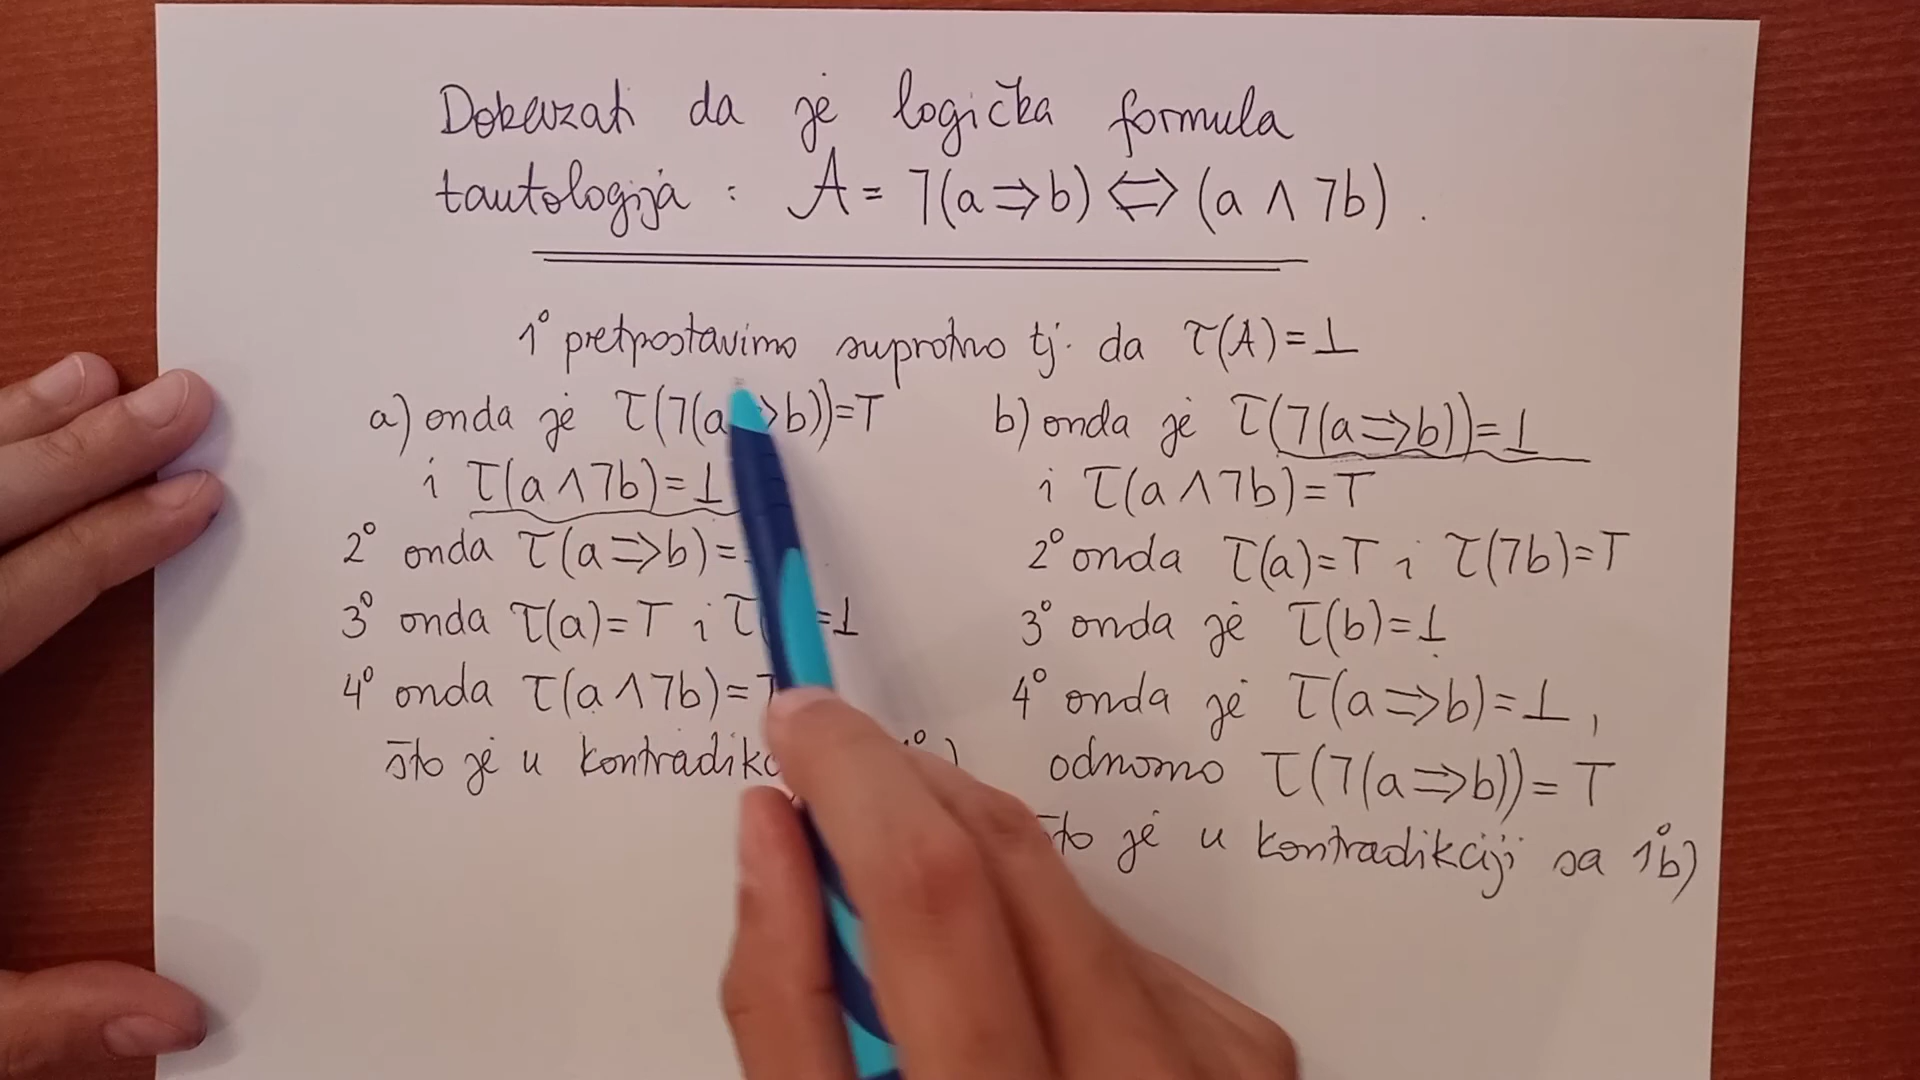 Dokazati da je logička formula
tautologija : A = ⅂(a ⇒ b) ⇔ (a ∧ ⅂b) .
1° pretpostavimo suprotno tj. da τ(A) = ⊥
a) onda je τ(⅂(a ⇒ b)) = T
i τ(a ∧ ⅂b) = ⊥
2° onda τ(a ⇒ b) =
3° onda τ(a) = T i τ( = ⊥
4° onda τ(a ∧ ⅂b) = T
što je u
b) onda je τ(⅂(a ⇒ b)) = ⊥
i τ(a ∧ ⅂b) = T
2° onda τ(a) = T i τ(⅂b) = T
3° onda je τ(b) = ⊥
4° onda je τ(a ⇒ b) = ⊥ ,
odnosno τ(⅂(a ⇒ b)) = T
što je u kontradikciji sa 1°b)